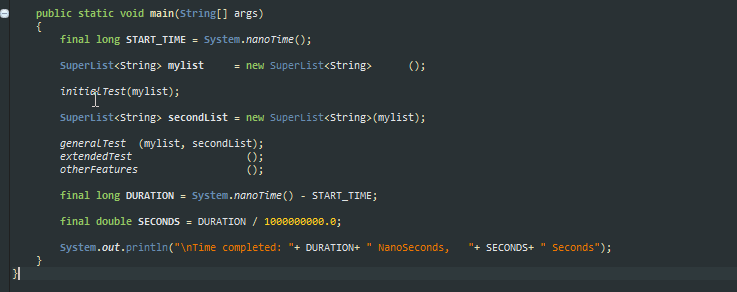 public static void main(String[] args)
{
final long START_TIME = System.nanoTime();
SuperList<String> mylist = new SuperList<String> ();
initialTest(mylist);
SuperList<String> secondList = new SuperList<String>(mylist);
generalTest (mylist, secondList);
extendedTest ();
otherFeatures ();
final long DURATION = System.nanoTime() - START_TIME;
final double SECONDS = DURATION / 1000000000.0;
System.out.println("\nTime completed: "+ DURATION+ " NanoSeconds, "+ SECONDS+ " Seconds");
}
}